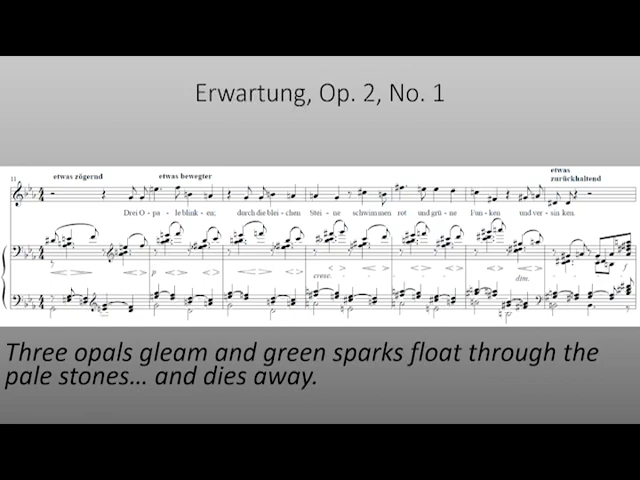 Erwartung, Op. 2, No. 1
11 etwas zögernd etwas bewegter etwas zurückhaltend
Drei O - pa - le blink - en; durch die blei - chen Stei - ne schwimmen rot und grü - ne Fun - ken und ver - sin ken.
p cresc. dim. f
Three opals gleam and green sparks float through the
pale stones... and dies away.